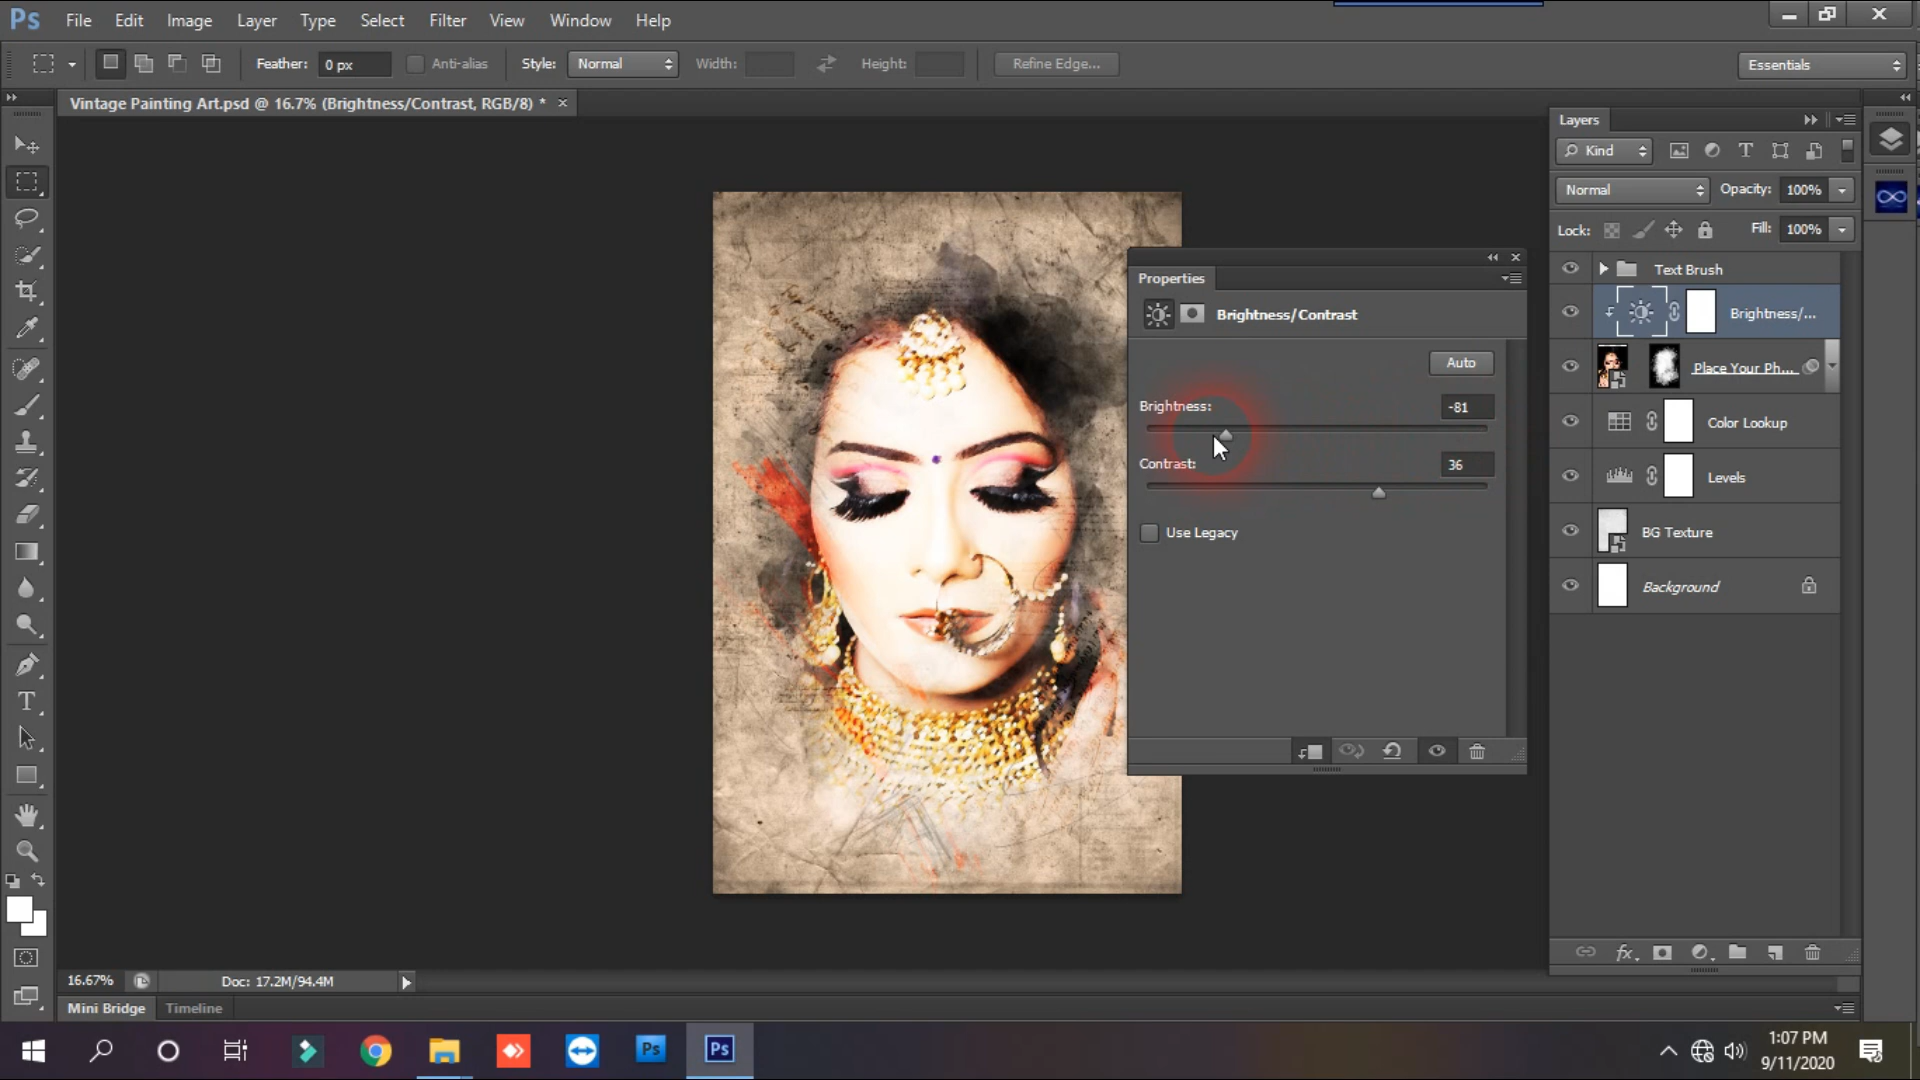 Ps File Edit Image Layer Type Select Filter View Window Help
Feather: 0 px Anti-alias Style: Normal Width: Height: Refine Edge... Essentials
Vintage Painting Art.psd @ 16.7% (Brightness/Contrast, RGB/8) * ×
Layers
Kind
Normal Opacity: 100%
Lock: Fill: 100%
Text Brush
Brightness/...
Place Your Ph...
Color Lookup
Levels
BG Texture
Background
Properties
Brightness/Contrast
Auto
Brightness: -81
Contrast: 36
Use Legacy
fx
16.67% Doc: 17.2M/94.4M
Mini Bridge Timeline
Ps Ps
1:07 PM
9/11/2020